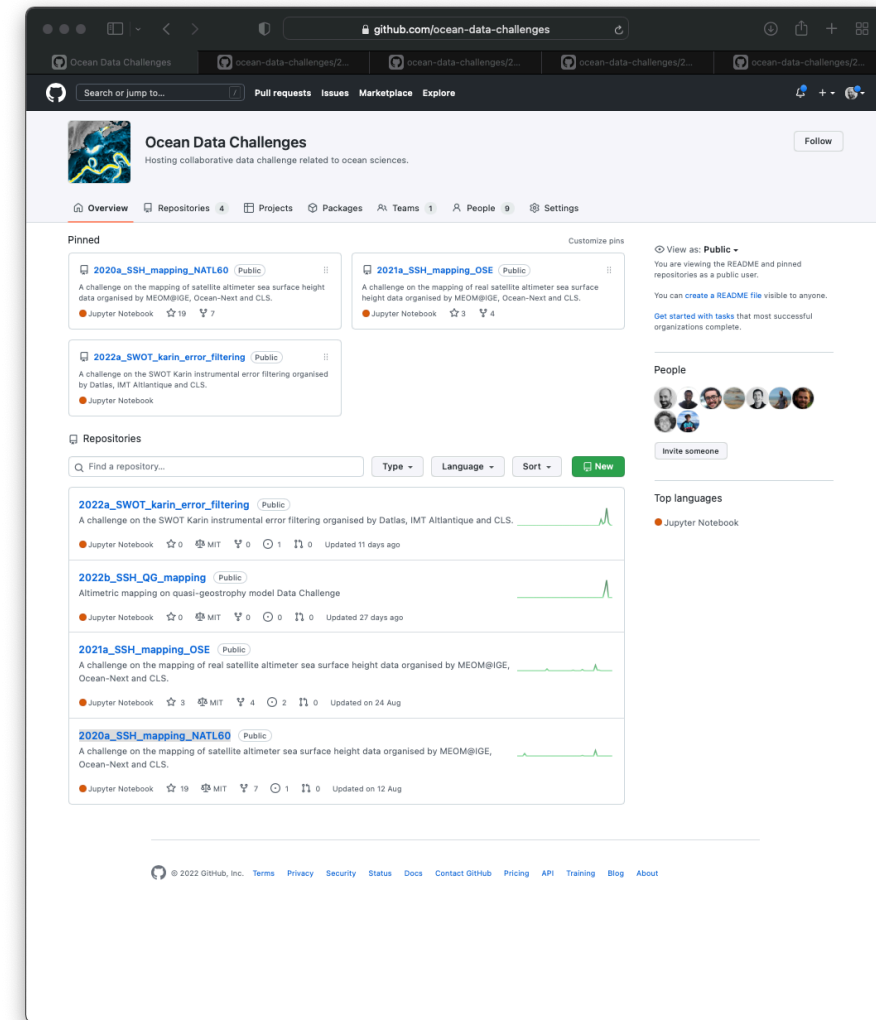 github.com/ocean-data-challenges
Ocean Data Challenges
ocean-data-challenges/2...
ocean-data-challenges/2...
ocean-data-challenges/2...
ocean-data-challenges/2...
Search or jump to...
/
Pull requests Issues Marketplace Explore
Ocean Data Challenges
Hosting collaborative data challenge related to ocean sciences.
Follow
Overview Repositories 4 Projects Packages Teams 1 People 9 Settings
Pinned
Customize pins
2020a_SSH_mapping_NATL60 Public
A challenge on the mapping of satellite altimeter sea surface height
data organised by MEOM@IGE, Ocean-Next and CLS.
Jupyter Notebook 19 7
2021a_SSH_mapping_OSE Public
A challenge on the mapping of real satellite altimeter sea surface
height data organised by MEOM@IGE, Ocean-Next and CLS.
Jupyter Notebook 3 4
2022a_SWOT_karin_error_filtering Public
A challenge on the SWOT Karin instrumental error filtering organised
by Datlas, IMT Altlantique and CLS.
Jupyter Notebook
View as: Public
You are viewing the README and pinned
repositories as a public user.
You can create a README file visible to anyone.
Get started with tasks that most successful
organizations complete.
People
Invite someone
Top languages
Jupyter Notebook
Repositories
Find a repository...
Type Language Sort New
2022a_SWOT_karin_error_filtering Public
A challenge on the SWOT Karin instrumental error filtering organised by Datlas, IMT Altlantique and CLS.
Jupyter Notebook 0 MIT 0 1 0 Updated 11 days ago
2022b_SSH_QG_mapping Public
Altimetric mapping on quasi-geostrophy model Data Challenge
Jupyter Notebook 0 MIT 0 0 0 Updated 27 days ago
2021a_SSH_mapping_OSE Public
A challenge on the mapping of real satellite altimeter sea surface height data organised by MEOM@IGE,
Ocean-Next and CLS.
Jupyter Notebook 3 MIT 4 2 0 Updated on 24 Aug
2020a_SSH_mapping_NATL60 Public
A challenge on the mapping of satellite altimeter sea surface height data organised by MEOM@IGE,
Ocean-Next and CLS.
Jupyter Notebook 19 MIT 7 1 0 Updated on 12 Aug
© 2022 GitHub, Inc. Terms Privacy Security Status Docs Contact GitHub Pricing API Training Blog About